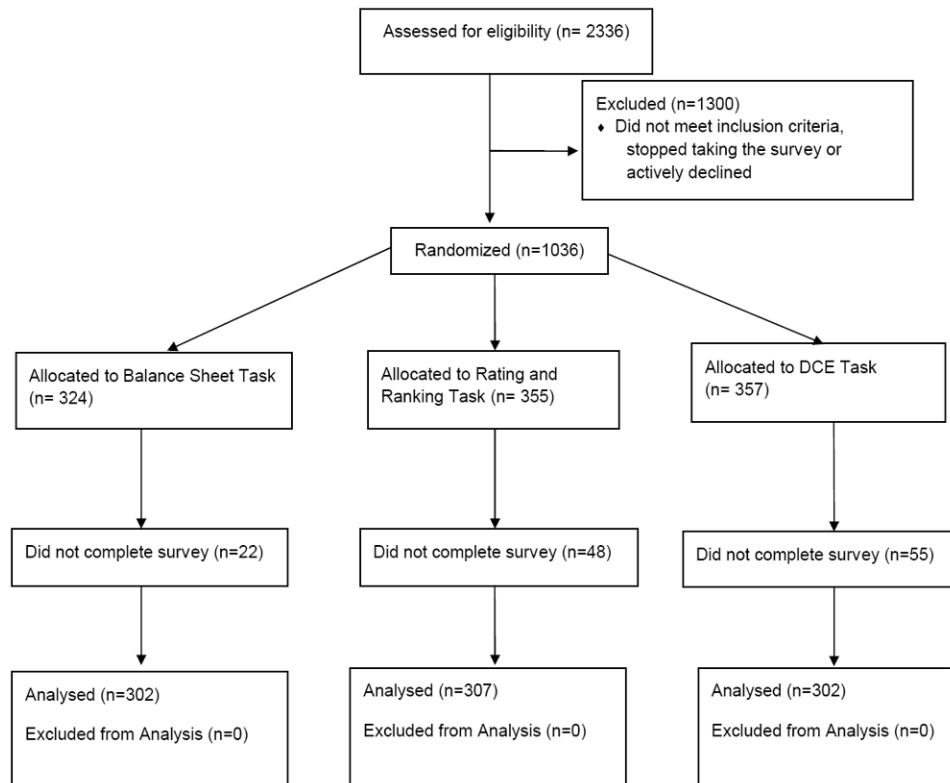 Assessed for eligibility (n= 2336)
Excluded (n=1300)
♦ Did not meet inclusion criteria,
stopped taking the survey or
actively declined
Randomized (n=1036)
Allocated to Balance Sheet Task
(n= 324)
Allocated to Rating and
Ranking Task (n= 355)
Allocated to DCE Task
(n= 357)
Did not complete survey (n=22)
Did not complete survey (n=48)
Did not complete survey (n=55)
Analysed (n=302)
Excluded from Analysis (n=0)
Analysed (n=307)
Excluded from Analysis (n=0)
Analysed (n=302)
Excluded from Analysis (n=0)